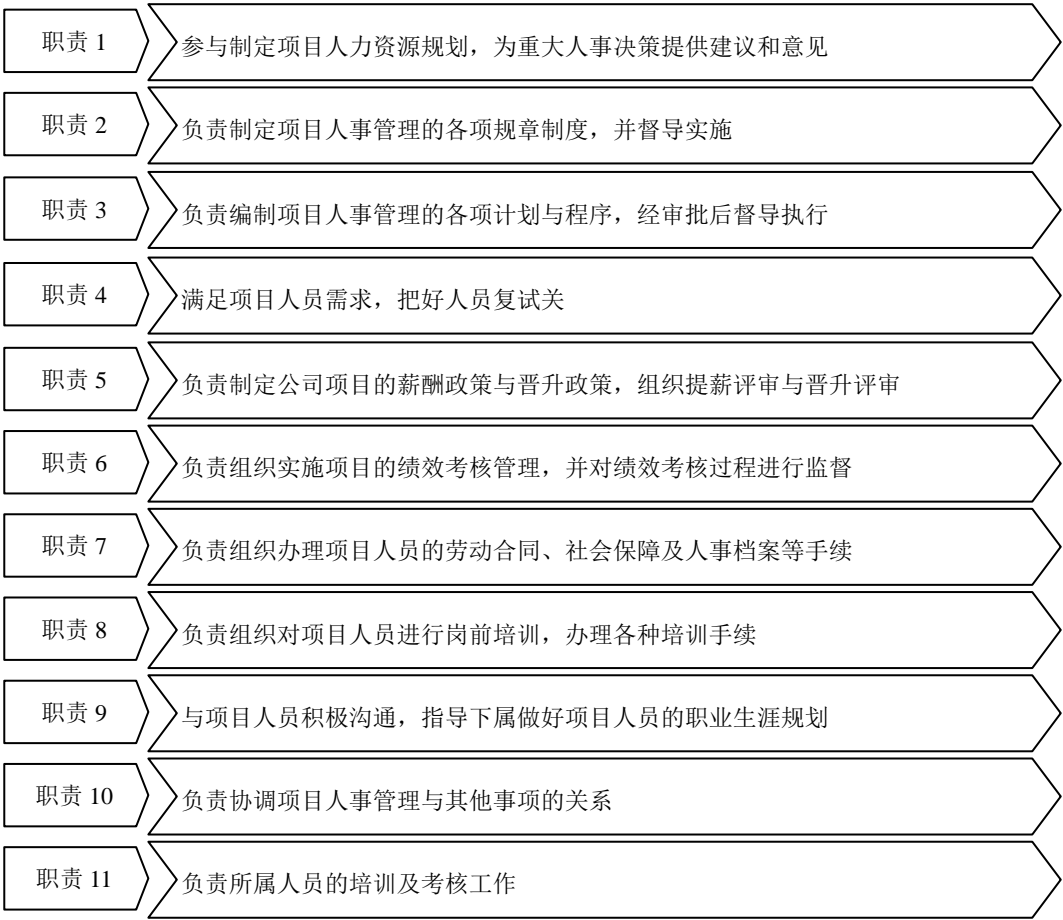 职责 1
参与制定项目人力资源规划，为重大人事决策提供建议和意见
职责 2
负责制定项目人事管理的各项规章制度，并督导实施
职责 3
负责编制项目人事管理的各项计划与程序，经审批后督导执行
职责 4
满足项目人员需求，把好人员复试关
职责 5
负责制定公司项目的薪酬政策与晋升政策，组织提薪评审与晋升评审
职责 6
负责组织实施项目的绩效考核管理，并对绩效考核过程进行监督
职责 7
负责组织办理项目人员的劳动合同、社会保障及人事档案等手续
职责 8
负责组织对项目人员进行岗前培训，办理各种培训手续
职责 9
与项目人员积极沟通，指导下属做好项目人员的职业生涯规划
职责 10
负责协调项目人事管理与其他事项的关系
职责 11
负责所属人员的培训及考核工作